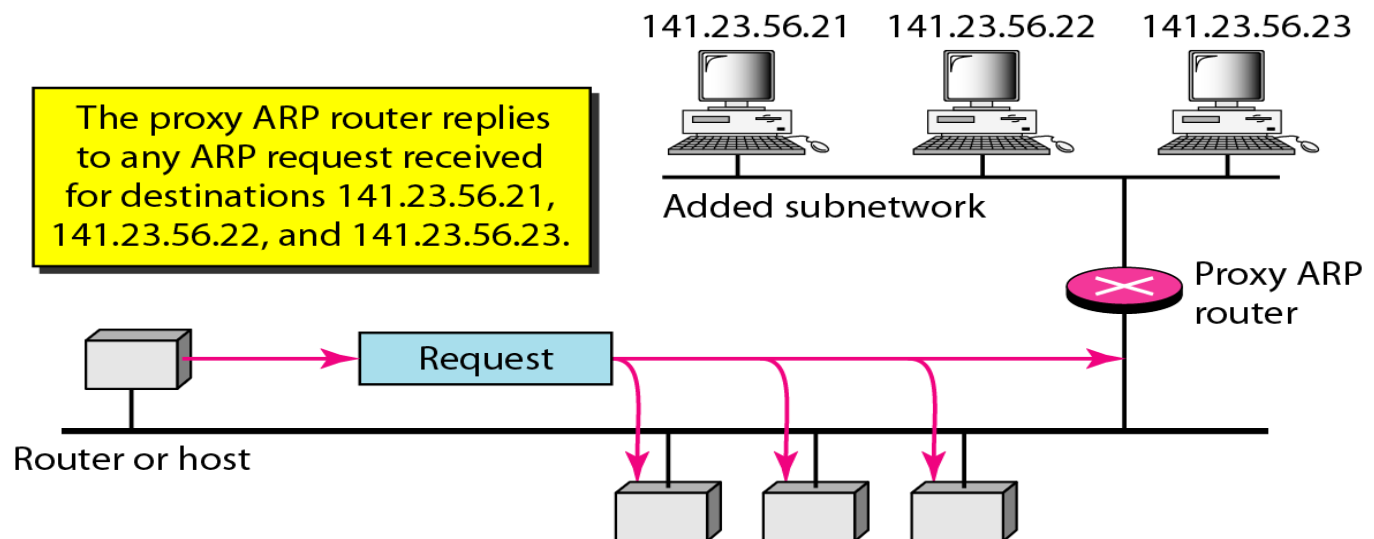 141.23.56.21 141.23.56.22 141.23.56.23
The proxy ARP router replies
to any ARP request received
for destinations 141.23.56.21,
141.23.56.22, and 141.23.56.23.
Added subnetwork
Proxy ARP
router
Request
Router or host